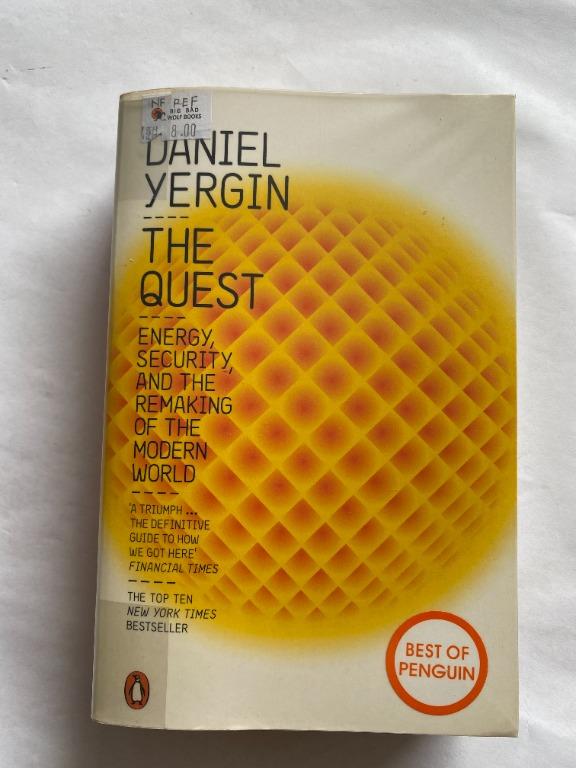 NF REF
BIG BAD
WOLF BOOKS
8.00
DANIEL
YERGIN
THE
QUEST
ENERGY,
SECURITY,
AND THE
REMAKING
OF THE
MODERN
WORLD
'A TRIUMPH ...
THE DEFINITIVE
GUIDE TO HOW
WE GOT HERE'
FINANCIAL TIMES
THE TOP TEN
NEW YORK TIMES
BESTSELLER
BEST OF
PENGUIN